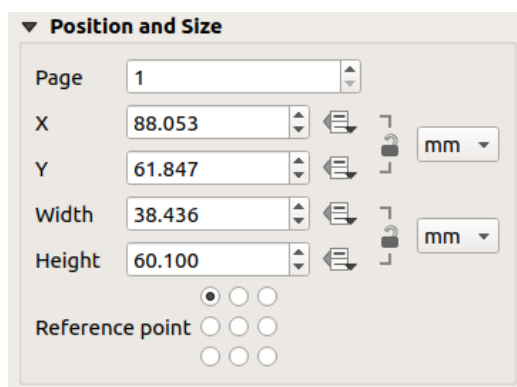 Position and Size
Page 1
X 88.053
mm
Y 61.847
Width 38.436
mm
Height 60.100
Reference point